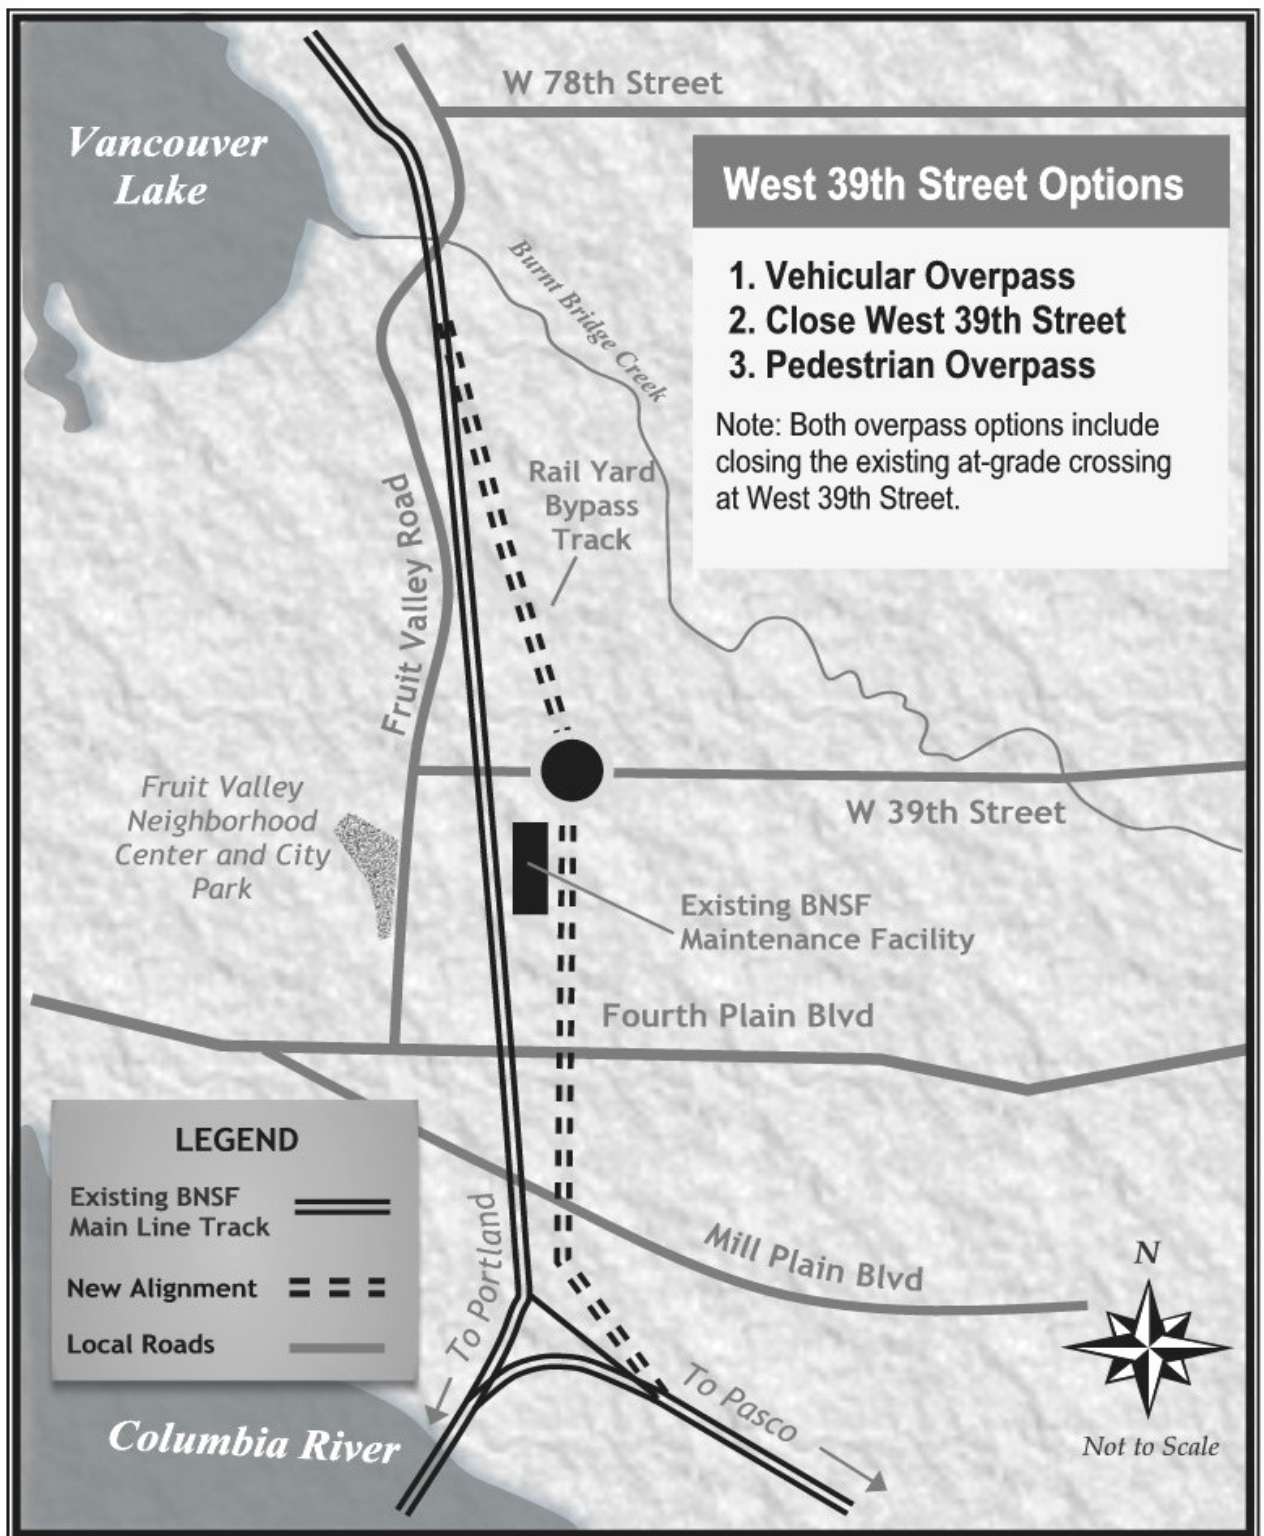 W 78th Street
Vancouver
Lake
West 39th Street Options
1. Vehicular Overpass
2. Close West 39th Street
3. Pedestrian Overpass
Note: Both overpass options include
closing the existing at-grade crossing
at West 39th Street.
Burnt Bridge Creek
Rail Yard
Bypass
Track
Fruit Valley Road
Fruit Valley
Neighborhood
Center and City
Park
W 39th Street
Existing BNSF
Maintenance Facility
Fourth Plain Blvd
LEGEND
Existing BNSF
Main Line Track
New Alignment
Local Roads
To Portland
Mill Plain Blvd
To Pasco
N
Not to Scale
Columbia River